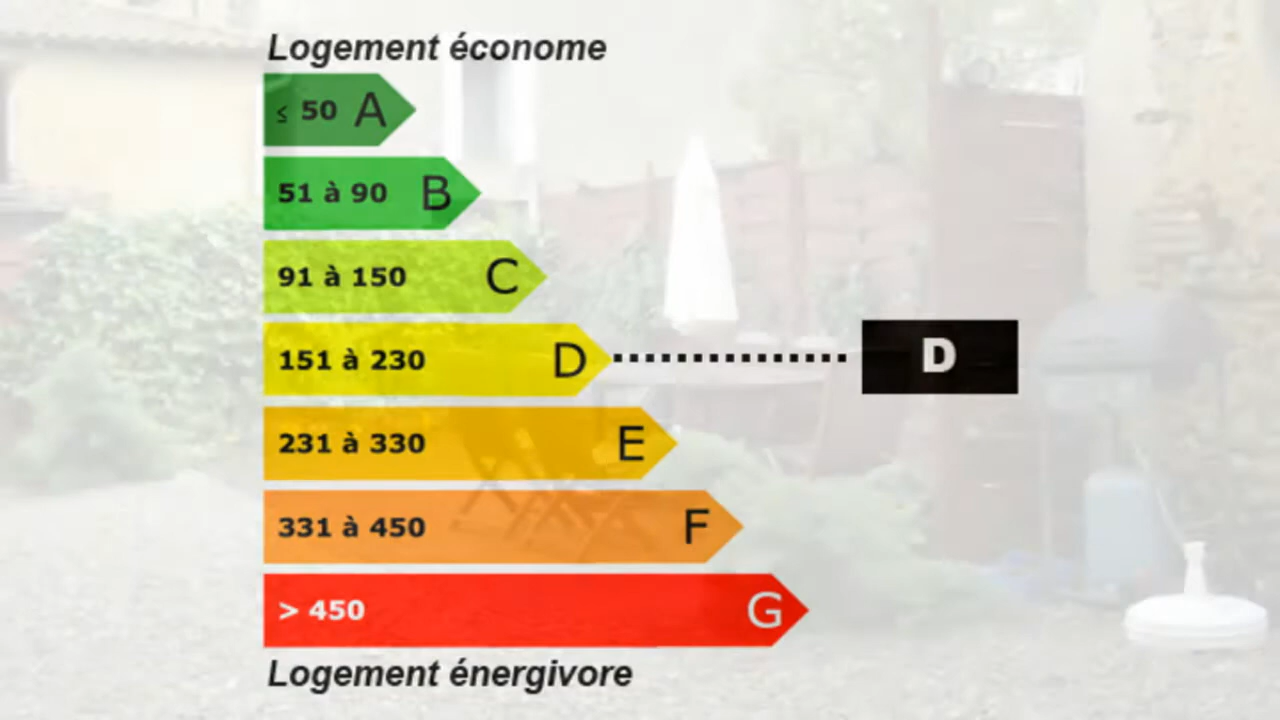 Logement économe
≤ 50 A
51 à 90 B
91 à 150 C
151 à 230 D
D
231 à 330 E
331 à 450 F
> 450 G
Logement énergivore